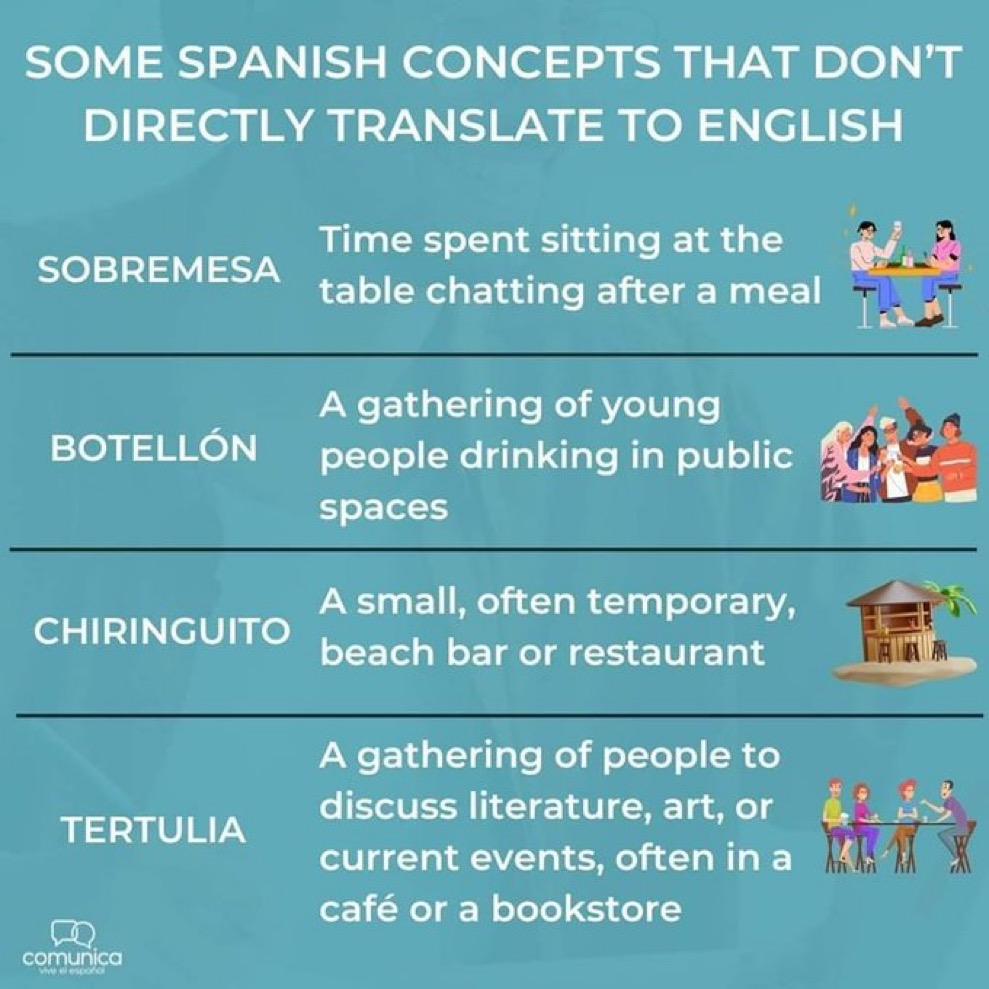 SOME SPANISH CONCEPTS THAT DON'T
DIRECTLY TRANSLATE TO ENGLISH
SOBREMESA
Time spent sitting at the
table chatting after a meal
BOTELLÓN
A gathering of young
people drinking in public
spaces
CHIRINGUITO
A small, often temporary,
beach bar or restaurant
TERTULIA
A gathering of people to
discuss literature, art, or
current events, often in a
café or a bookstore
comunica
vive el español